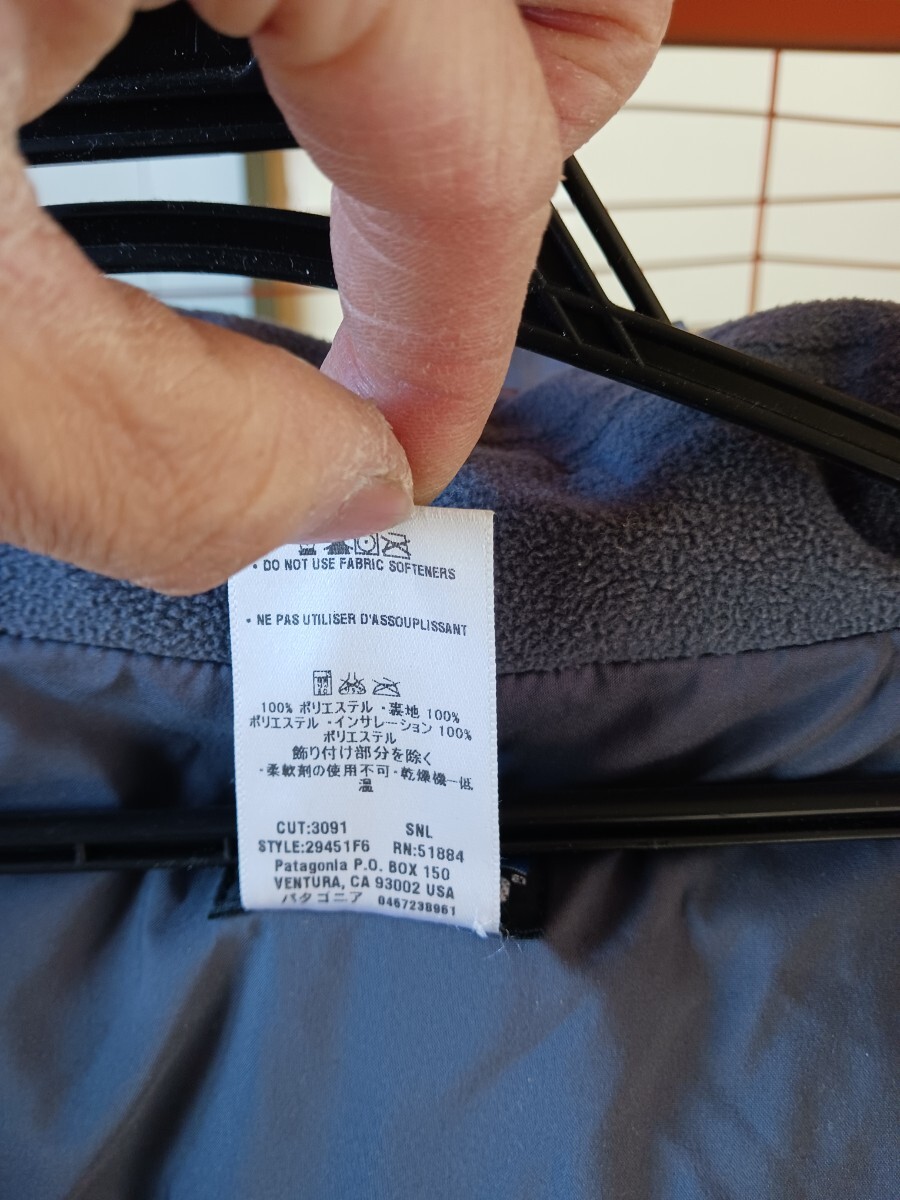 • DO NOT USE FABRIC SOFTENERS
• NE PAS UTILISER D'ASSOUPLISSANT
100% ポリエステル・裏地 100%
ポリエステル・インサレーション 100%
ポリエステル
飾り付け部分を除く
・柔軟剤の使用不可・乾燥機ー低
温
CUT:3091 SNL
STYLE:29451F6 RN:51884
Patagonia P.O. BOX 150
VENTURA, CA 93002 USA
パタゴニア 0467238961